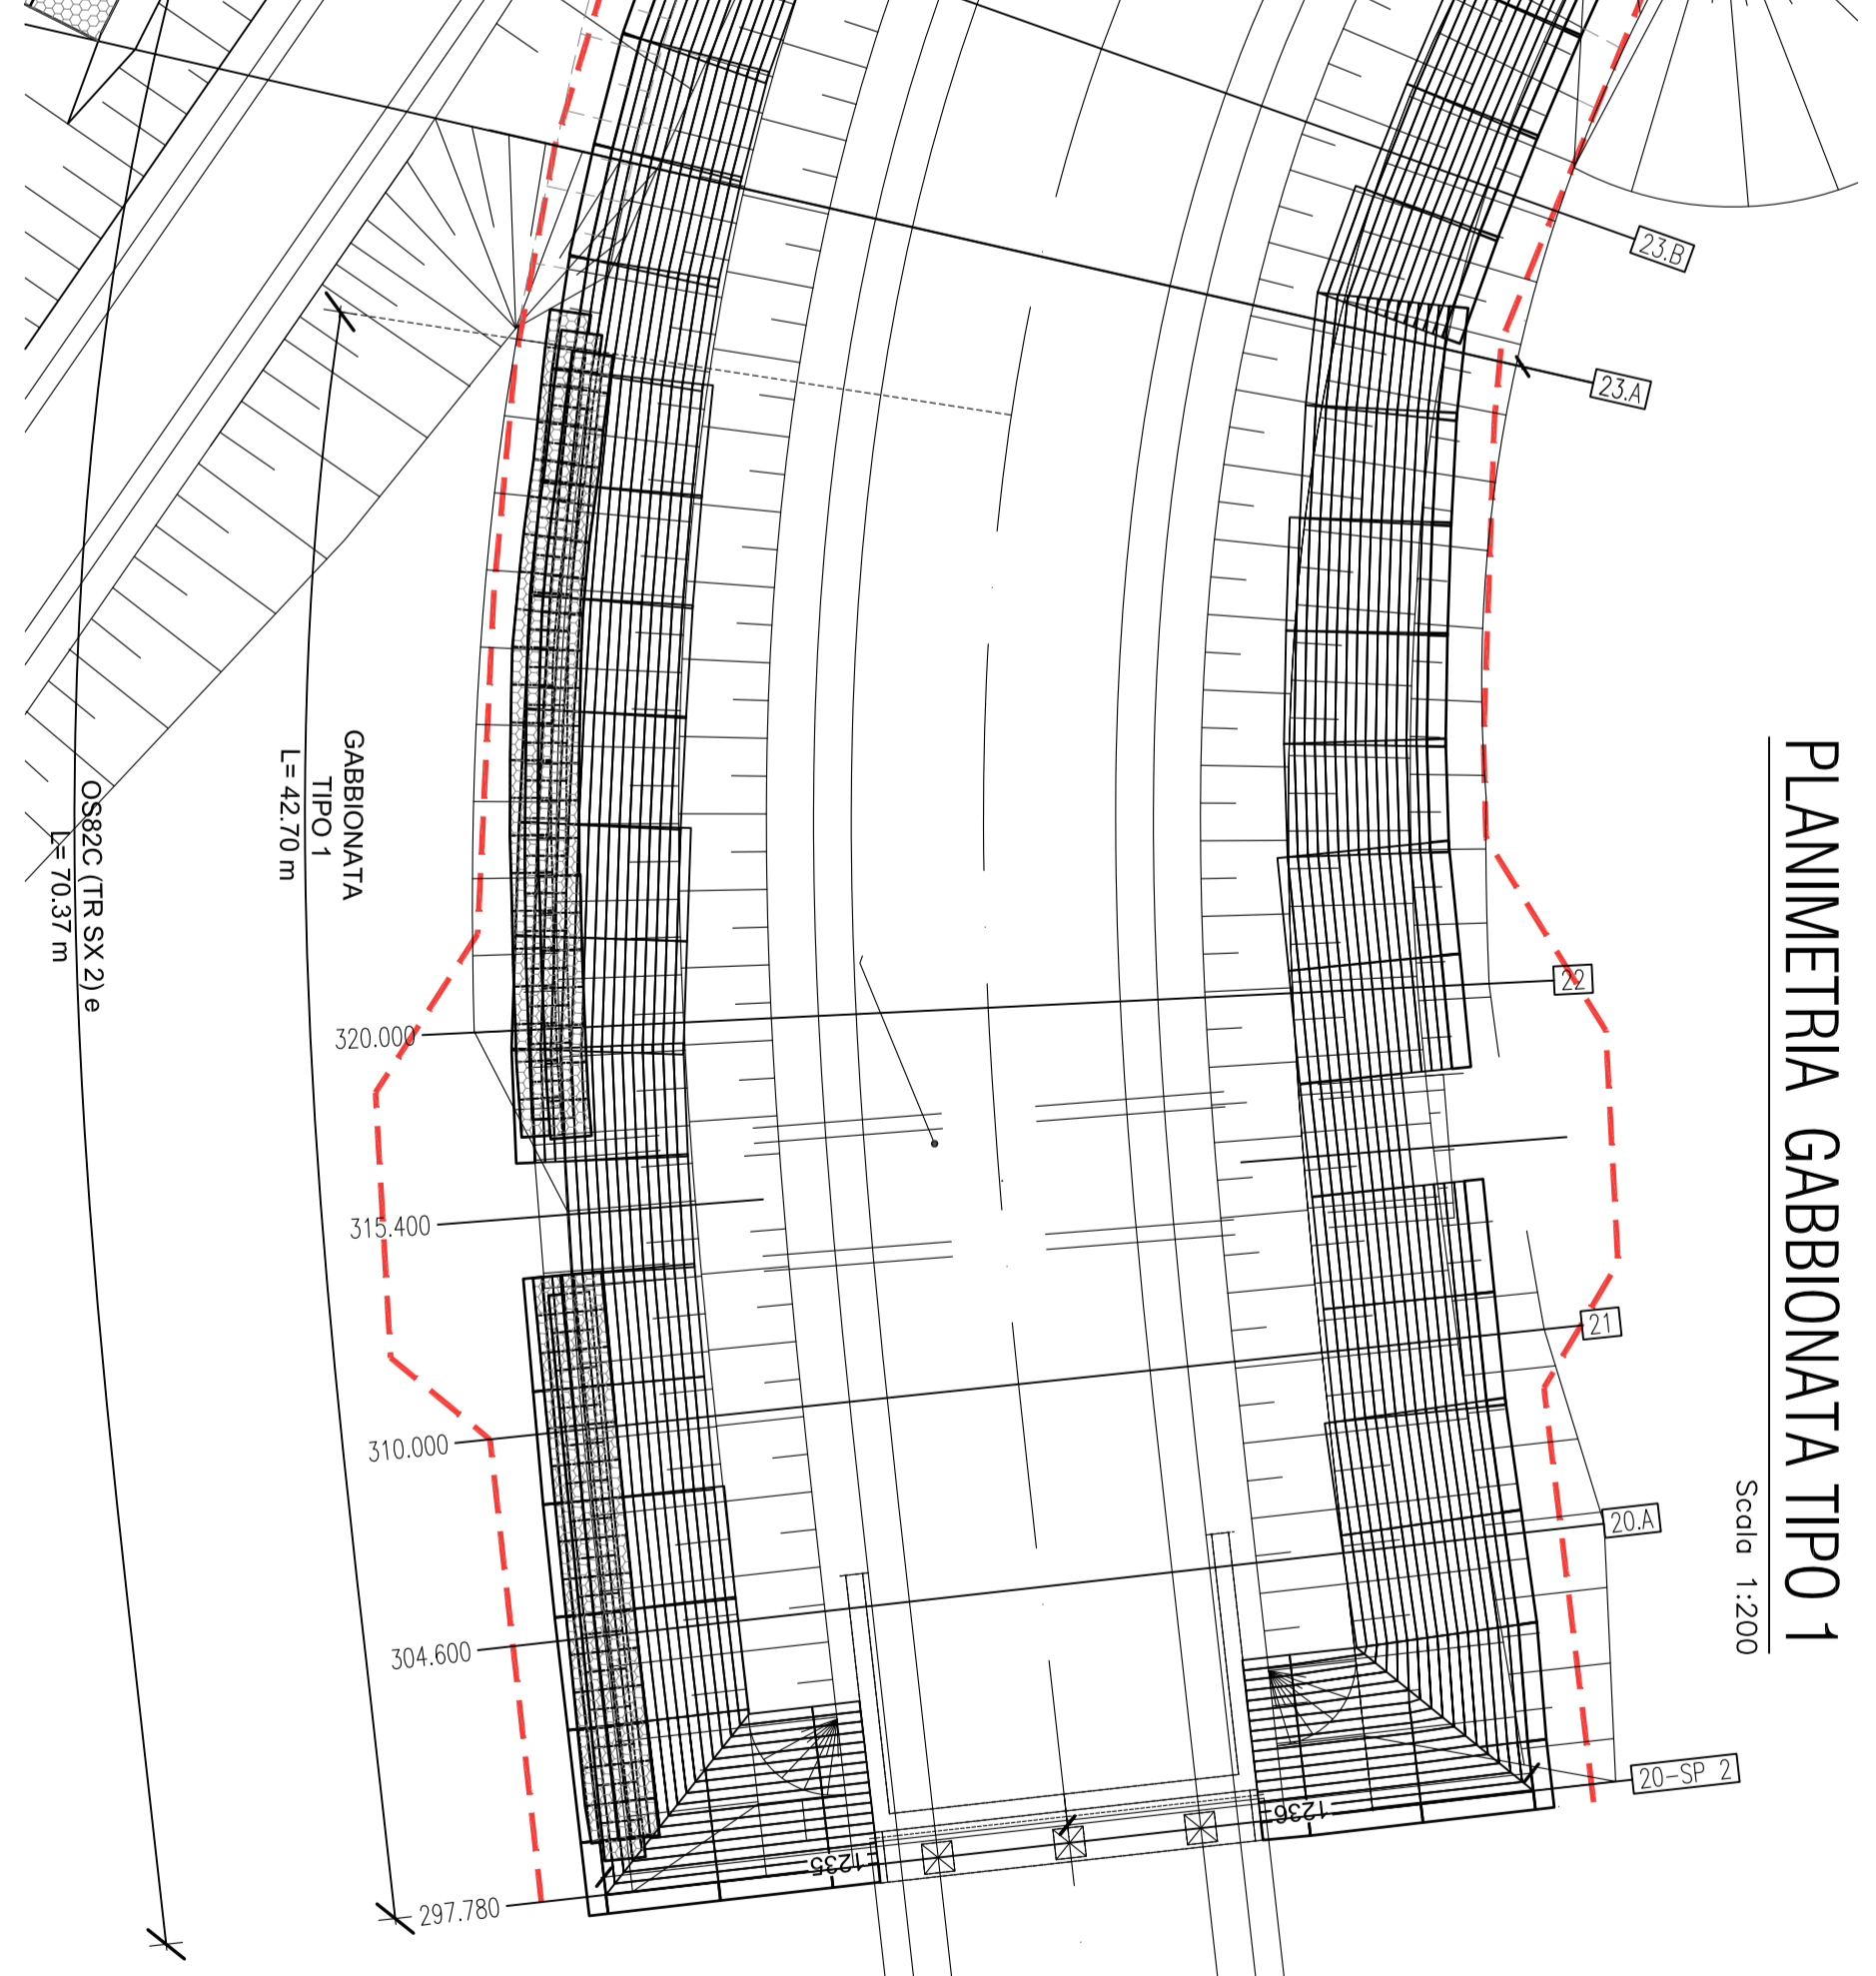 PLANIMETRIA GABBIONATA TIPO 1
Scala 1:200
23.B
23.A
22
21
20.A
20-SP 2
GABBIONATA
TIPO 1
L= 42.70 m
OS82C (TR SX 2) e
L= 70.37 m
320.000
315.400
310.000
304.600
297.780
1235
1236